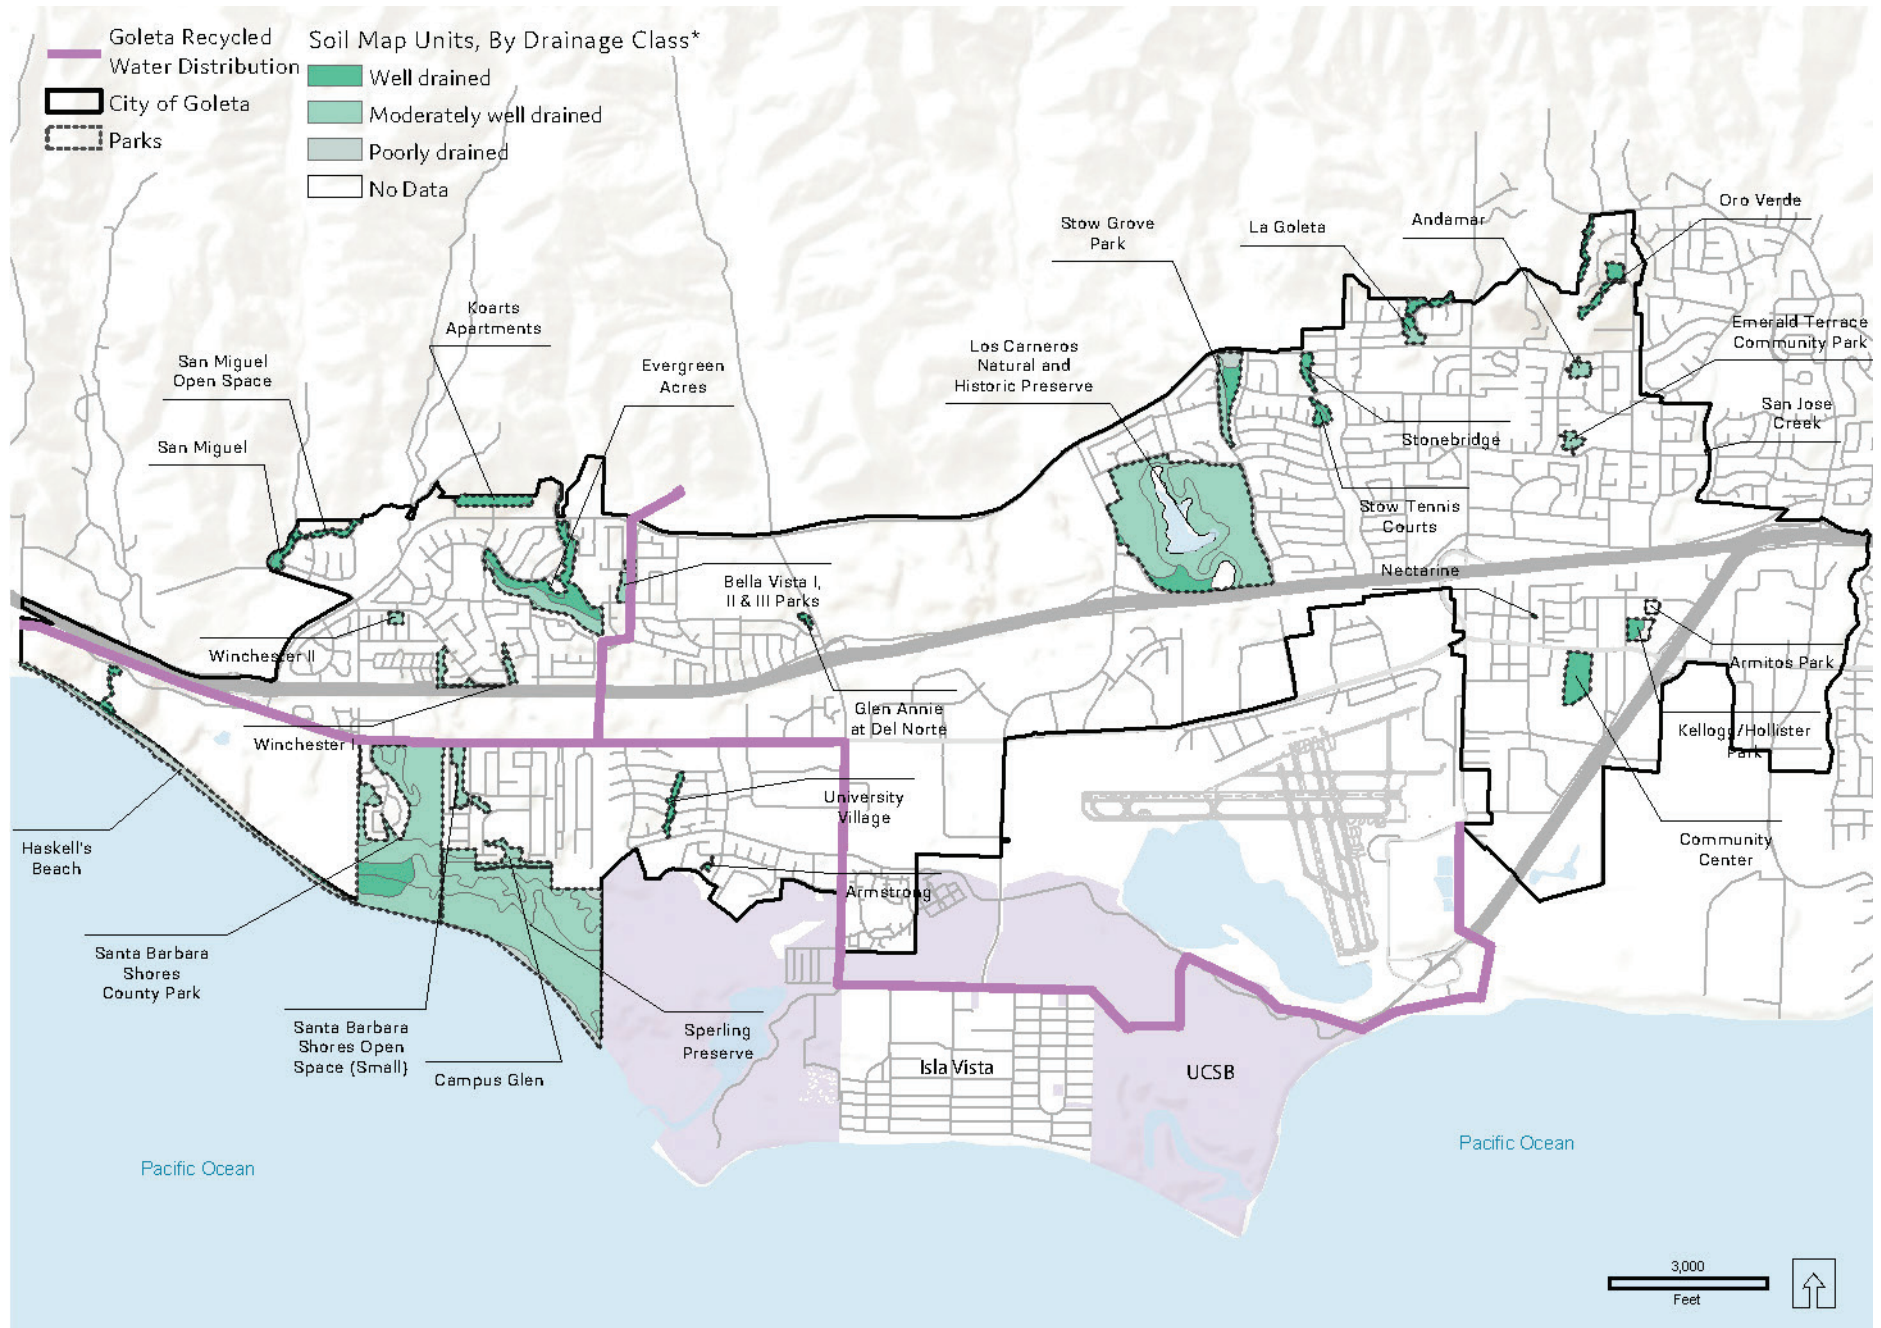 Goleta Recycled
Water Distribution
City of Goleta
Parks
Soil Map Units, By Drainage Class*
Well drained
Moderately well drained
Poorly drained
No Data
Oro Verde
Andamar
La Goleta
Stow Grove
Park
Emerald Terrace
Community Park
Koarts
Apartments
Los Carneros
Natural and
Historic Preserve
San Miguel
Open Space
Evergreen
Acres
San Jose
Creek
San Miguel
Stonebridge
Stow Tennis
Courts
Nectarine
Bella Vista I,
II & III Parks
Winchester II
Armitos Park
Glen Annie
at Del Norte
Winchester I
Kellogg/Hollister
Park
University
Village
Haskell's
Beach
Community
Center
Armstrong
Santa Barbara
Shores
County Park
Santa Barbara
Shores Open
Space (Small)
Sperling
Preserve
Campus Glen
Isla Vista
UCSB
Pacific Ocean
Pacific Ocean
3,000
Feet